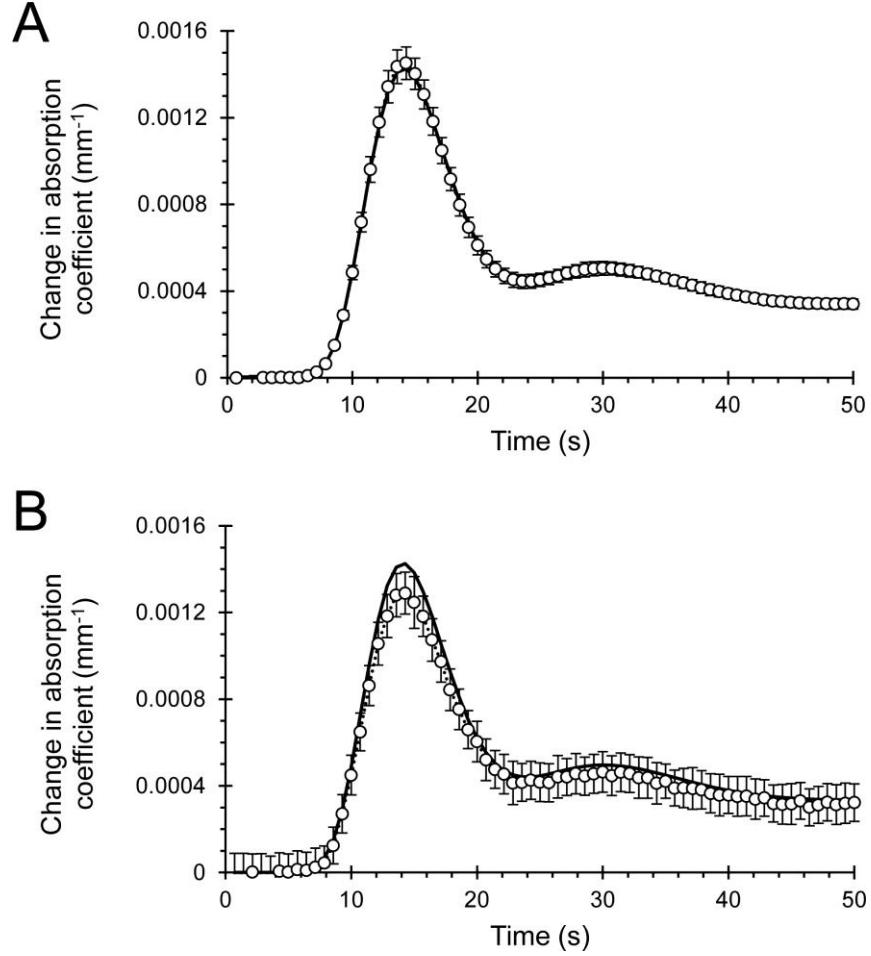 A
Change in absorption
coefficient (mm⁻¹)
0.0016
0.0012
0.0008
0.0004
0
0 10 20 30 40 50
Time (s)
B
Change in absorption
coefficient (mm⁻¹)
0.0016
0.0012
0.0008
0.0004
0
0 10 20 30 40 50
Time (s)